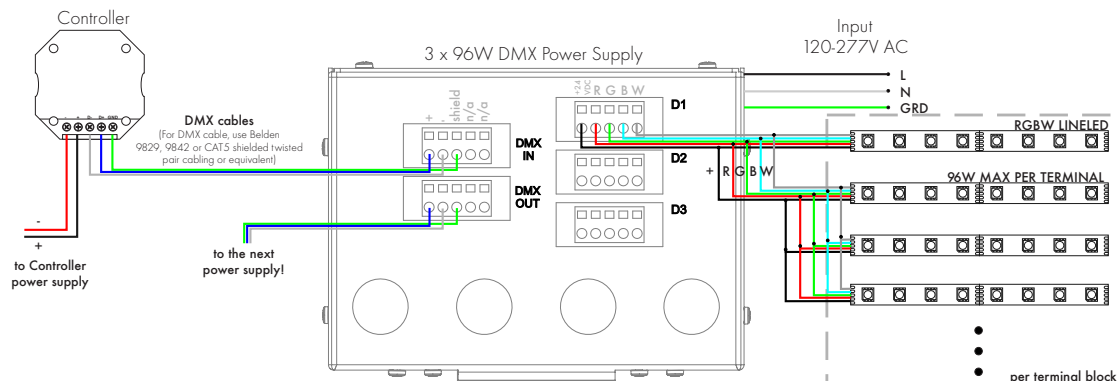 Controller
Input
120-277V AC
3 x 96W DMX Power Supply
L
N
GRD
DMX cables
(For DMX cable, use Belden
9829, 9842 or CAT.5 shielded twisted
pair cabling or equivalent)
+ - shield n/a n/a
DMX
IN
DMX
OUT
+24
VDC
R G B W
D1
D2
D3
+ R G B W
RGBW LINELED
96W MAX PER TERMINAL
-
+
to Controller
power supply
to the next
power supply!
per terminal block